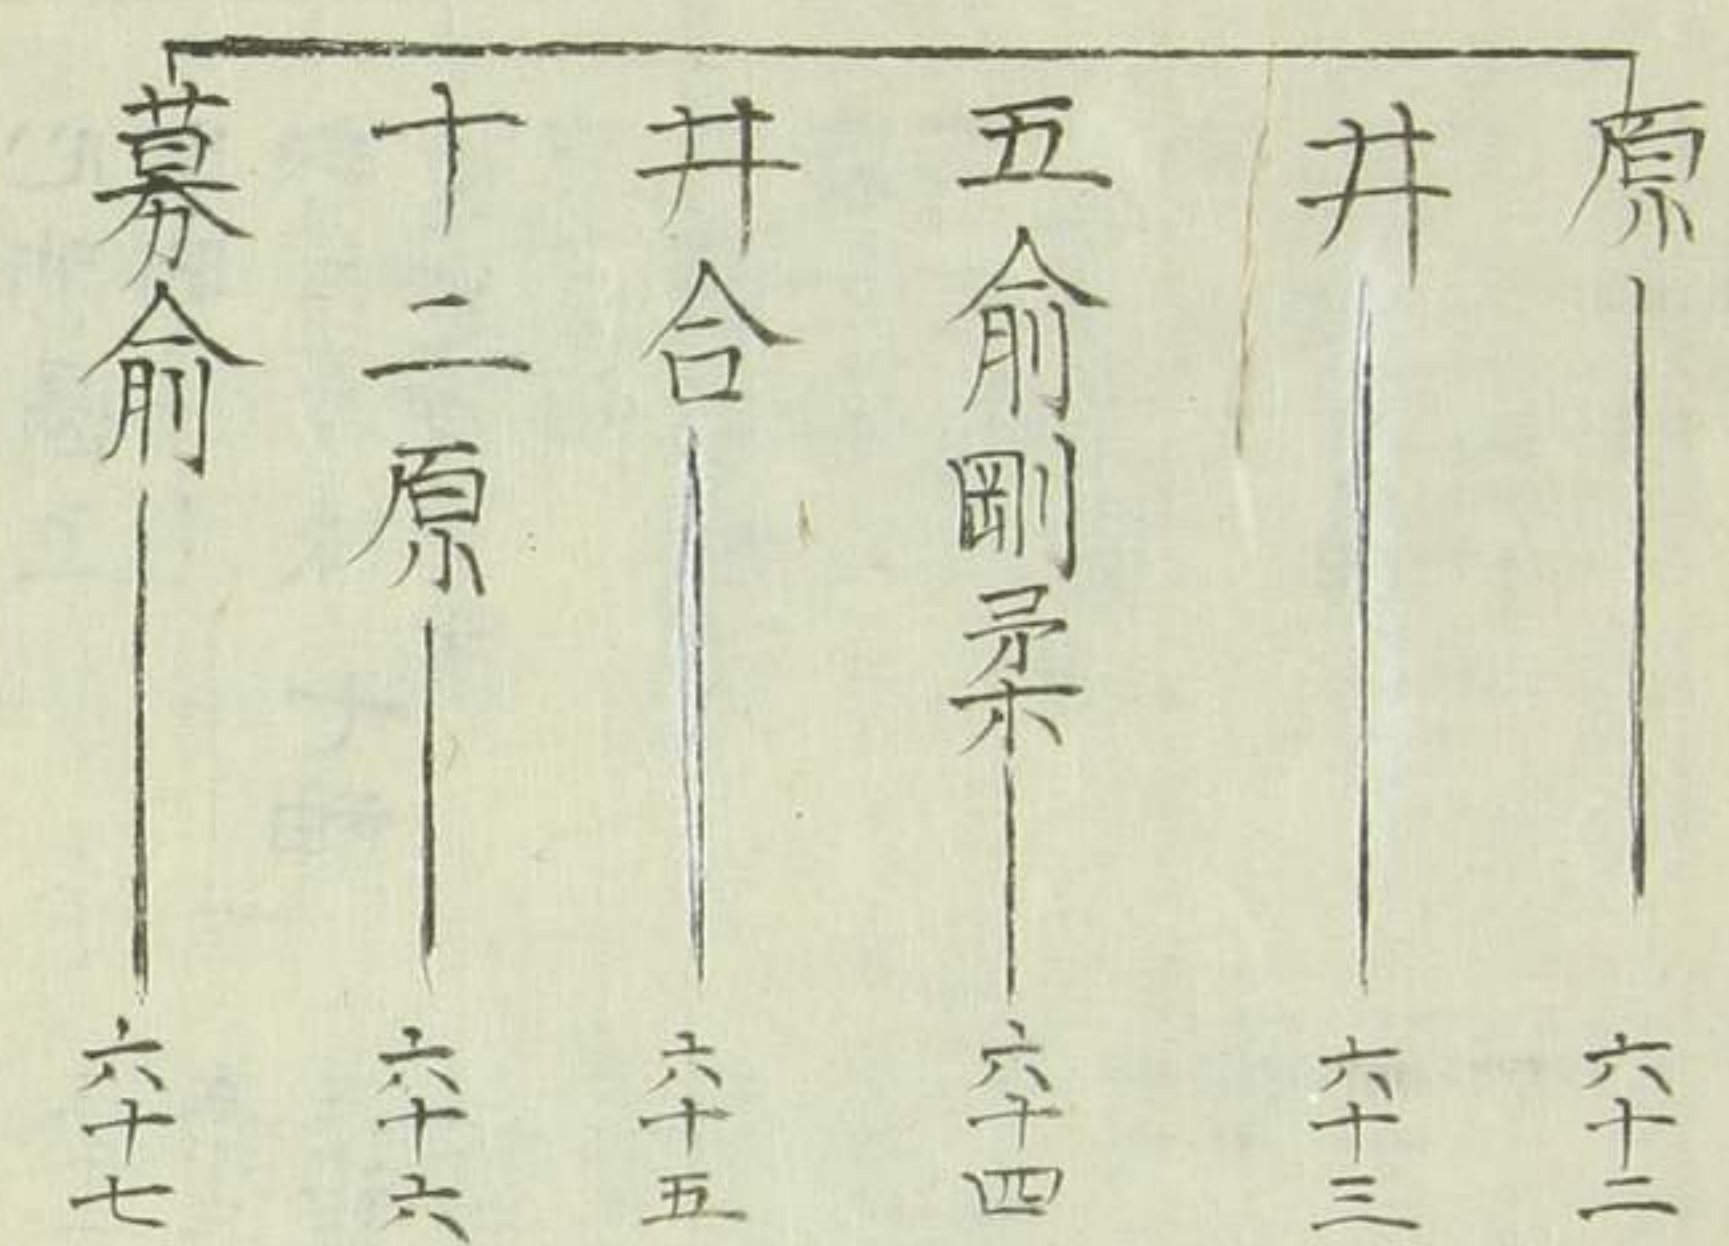 原 六十二
井 六十三
五俞剛柔 六十四
井合 六十五
十二原 六十六
募俞 六十七